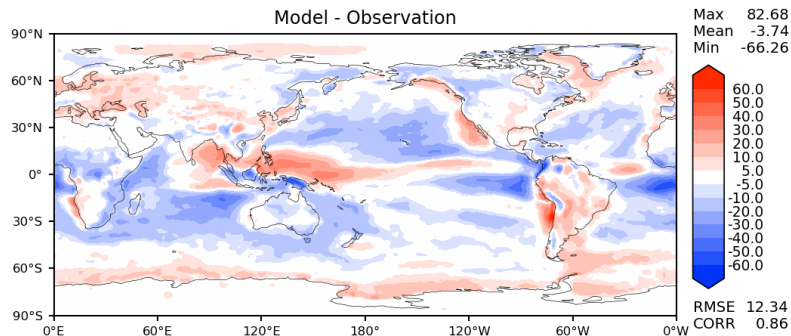 Model - Observation
Max 82.68
Mean -3.74
Min -66.26
90°N
60°N
30°N
0°
30°S
60°S
90°S
0°E
60°E
120°E
180°
120°W
60°W
0°W
60.0
50.0
40.0
30.0
20.0
10.0
5.0
-5.0
-10.0
-20.0
-30.0
-40.0
-50.0
-60.0
RMSE 12.34
CORR 0.86